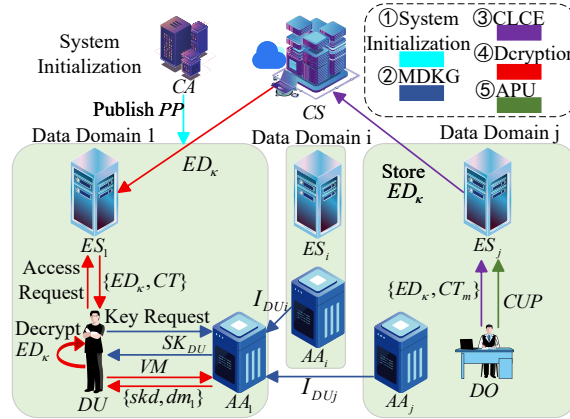 System
Initialization
CA
Publish PP
CS
①System
Initialization
②MDKG
③CLCE
④Dcryption
⑤APU
Data Domain 1
Data Domain i
Data Domain j
ED_κ
Store
ED_κ
ES_1
ES_i
ES_j
Access
Request
{ED_κ, CT}
{ED_κ, CT_m}
CUP
Decrypt
ED_κ
Key Request
SK_DU
VM
{skd, dm_1}
I_DUi
I_DUj
DU
AA_1
AA_i
AA_j
DO